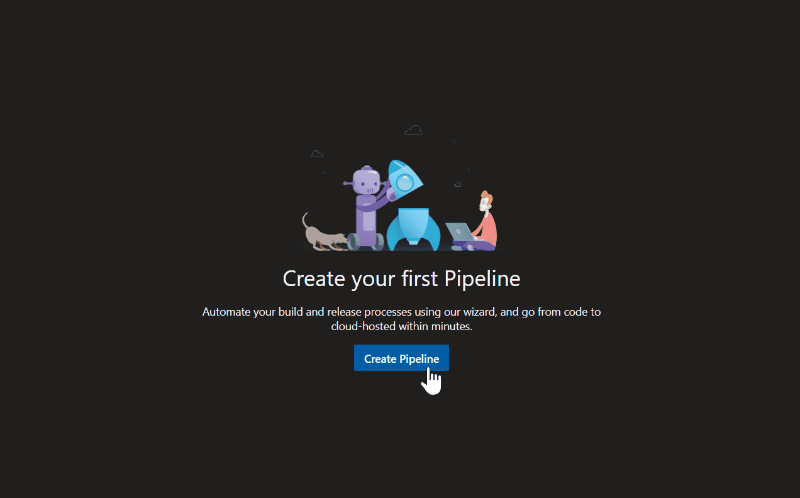 Create your first Pipeline
Automate your build and release processes using our wizard, and go from code to
cloud-hosted within minutes.
Create Pipeline